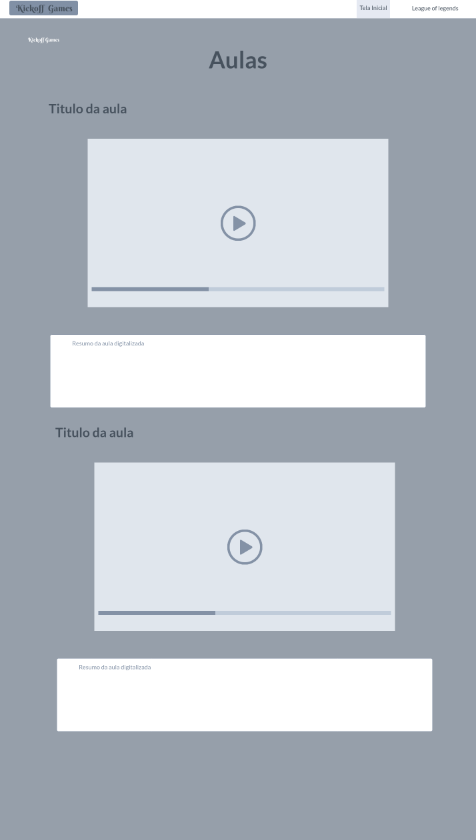 Kickoff Games
Tela Inicial
League of legends
Kickoff Games
Aulas
Titulo da aula
Resumo da aula digitalizada
Titulo da aula
Resumo da aula digitalizada